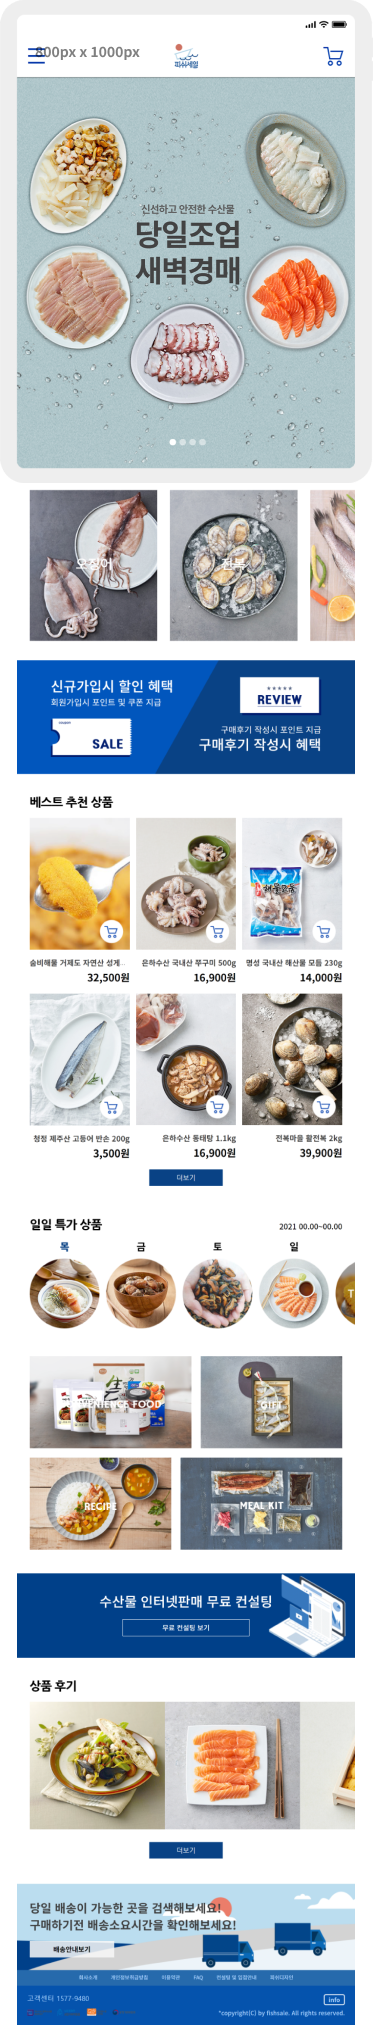 800px x 1000px
피쉬세일
신선하고 안전한 수산물
당일조업
새벽경매
오징어
전복
신규가입시 할인 혜택
회원가입시 포인트 및 쿠폰 지급
COUPON
SALE
★★★★★
REVIEW
구매후기 작성시 포인트 지급
구매후기 작성시 혜택
베스트 추천 상품
슬비해물 거제도 자연산 성게..
32,500원
은하수산 국내산 쭈구미 500g
16,900원
명성 국내산 해산물 모듬 230g
14,000원
청정 제주산 고등어 반손 200g
3,500원
은하수산 동태탕 1.1kg
16,900원
전복마을 활전복 2kg
39,900원
더보기
일일 특가 상품
2021 00.00~00.00
목 금 토 일
GIFT
RECIPE
MEAL KIT
수산물 인터넷판매 무료 컨설팅
무료 컨설팅 보기
상품 후기
더보기
당일 배송이 가능한 곳을 검색해보세요!
구매하기전 배송소요시간을 확인해보세요!
배송안내보기
회사소개 개인정보취급방침 이용약관 FAQ 컨설팅 및 입점안내 피쉬디자인
고객센터 1577-9480
info
*copyright(C) by fishsale. All rights reserved.